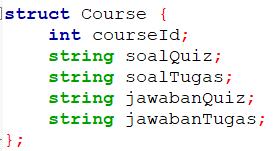 struct Course {
    int courseId;
    string soalQuiz;
    string soalTugas;
    string jawabanQuiz;
    string jawabanTugas;
};